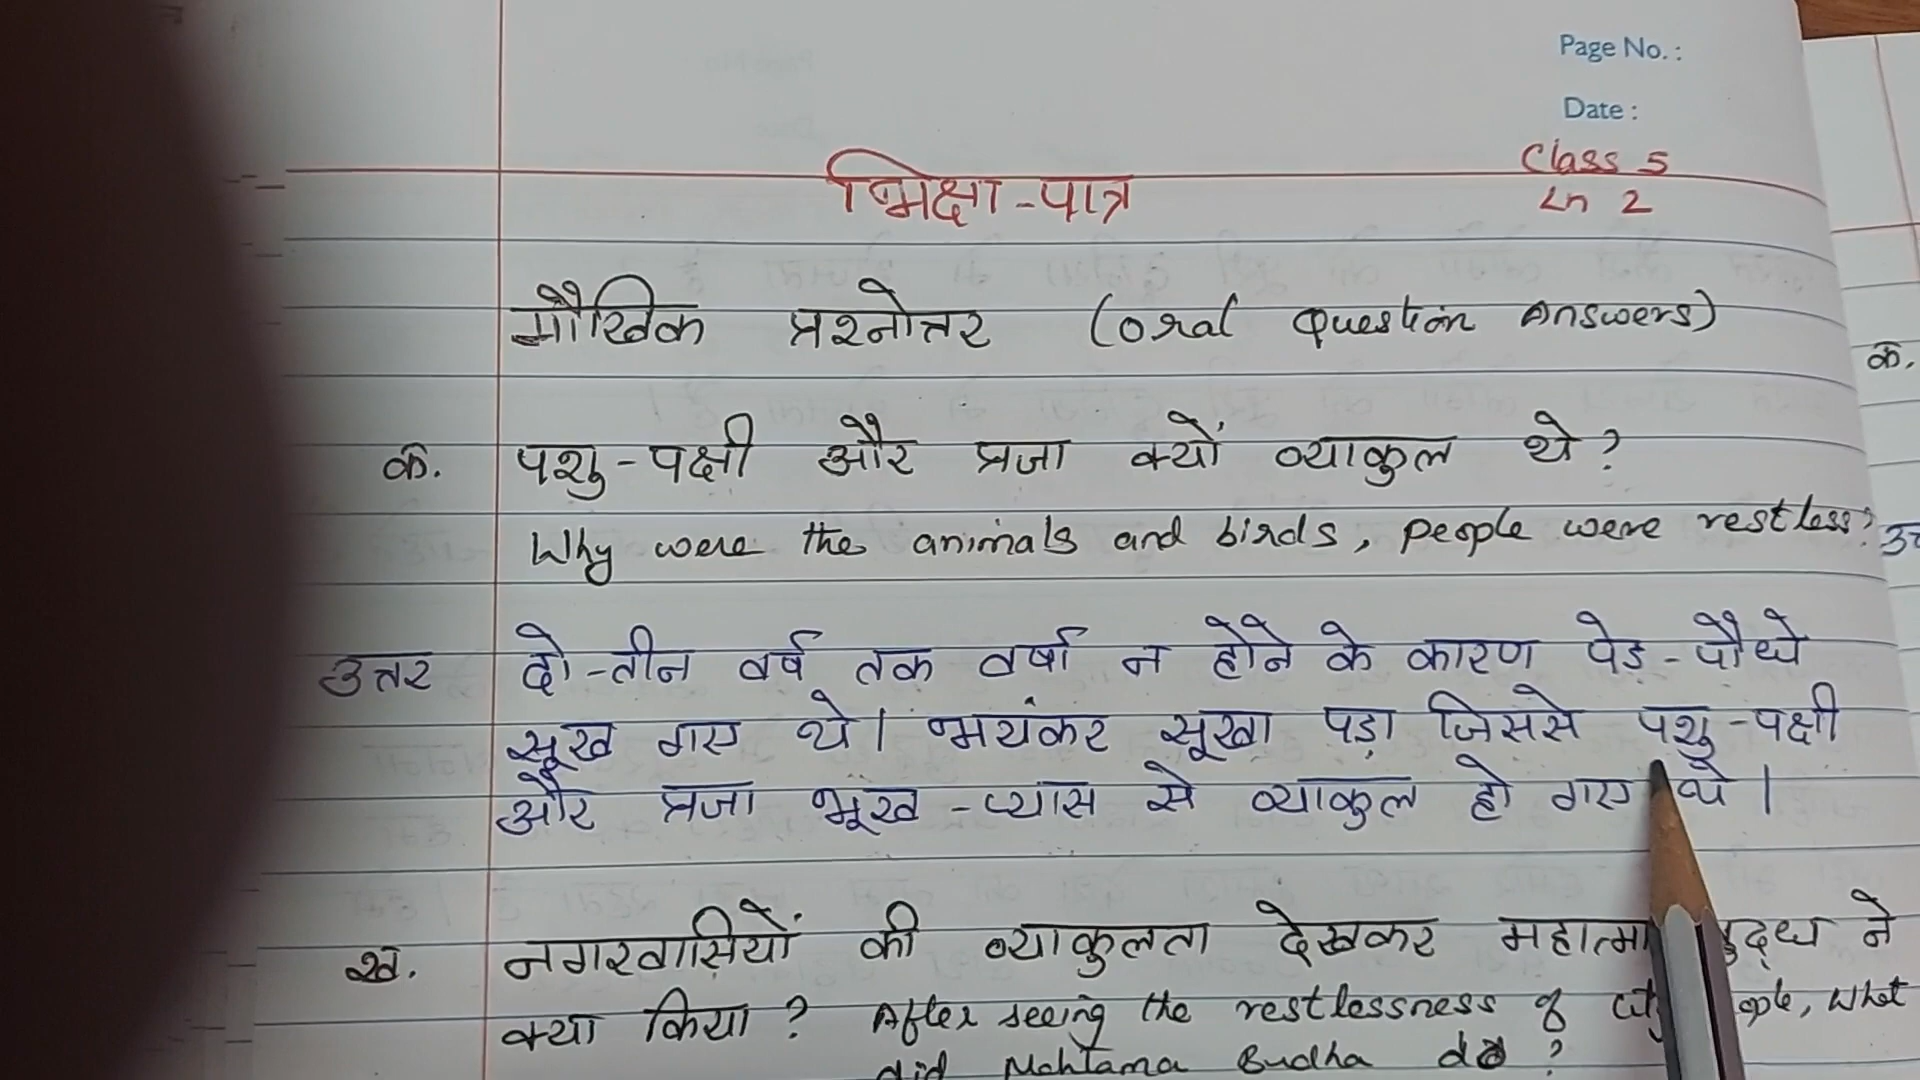 Page No. :
Date :
Class 5
Ln 2
भिक्षा-पात्र
मौखिक प्रश्नोत्तर (Oral Question Answers)
क. पशु-पक्षी और प्रजा क्यों व्याकुल थे?
Why were the animals and birds, people were restless?
उत्तर दो-तीन वर्ष तक वर्षा न होने के कारण पेड़-पौधे
सूख गए थे। भयंकर सूखा पड़ा जिससे पशु-पक्षी
और प्रजा भूख-प्यास से व्याकुल हो गए थे।
ख. नगरवासियों की व्याकुलता देखकर महात्मा ने
क्या किया? After seeing the restlessness of what
did Mahtama Budha do?
क.